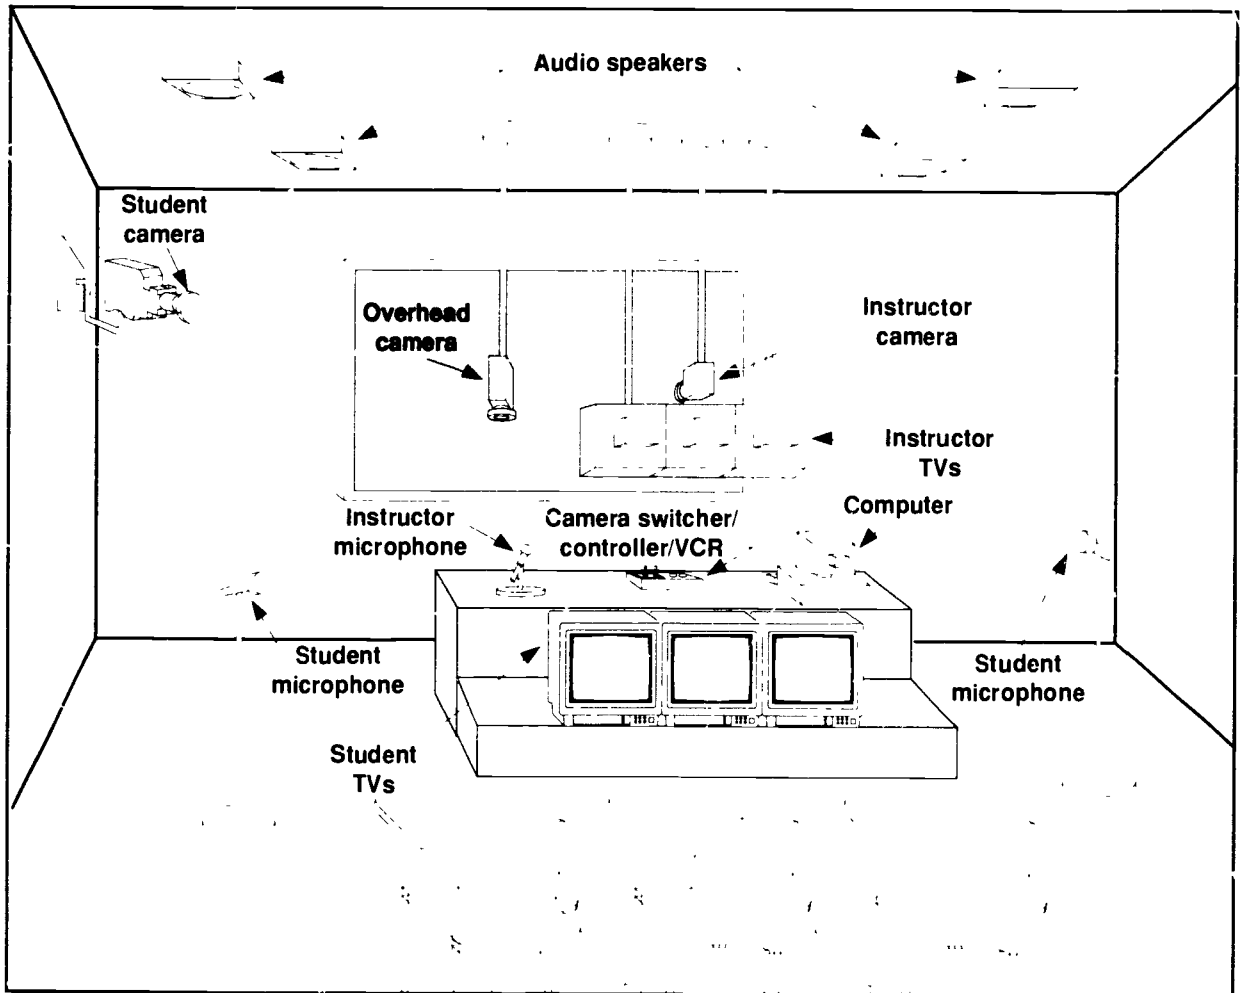 Audio speakers
Student
camera
Overhead
camera
Instructor
camera
Instructor
TVs
Instructor
microphone
Camera switcher/
controller/VCR
Computer
Student
microphone
Student
microphone
Student
TVs